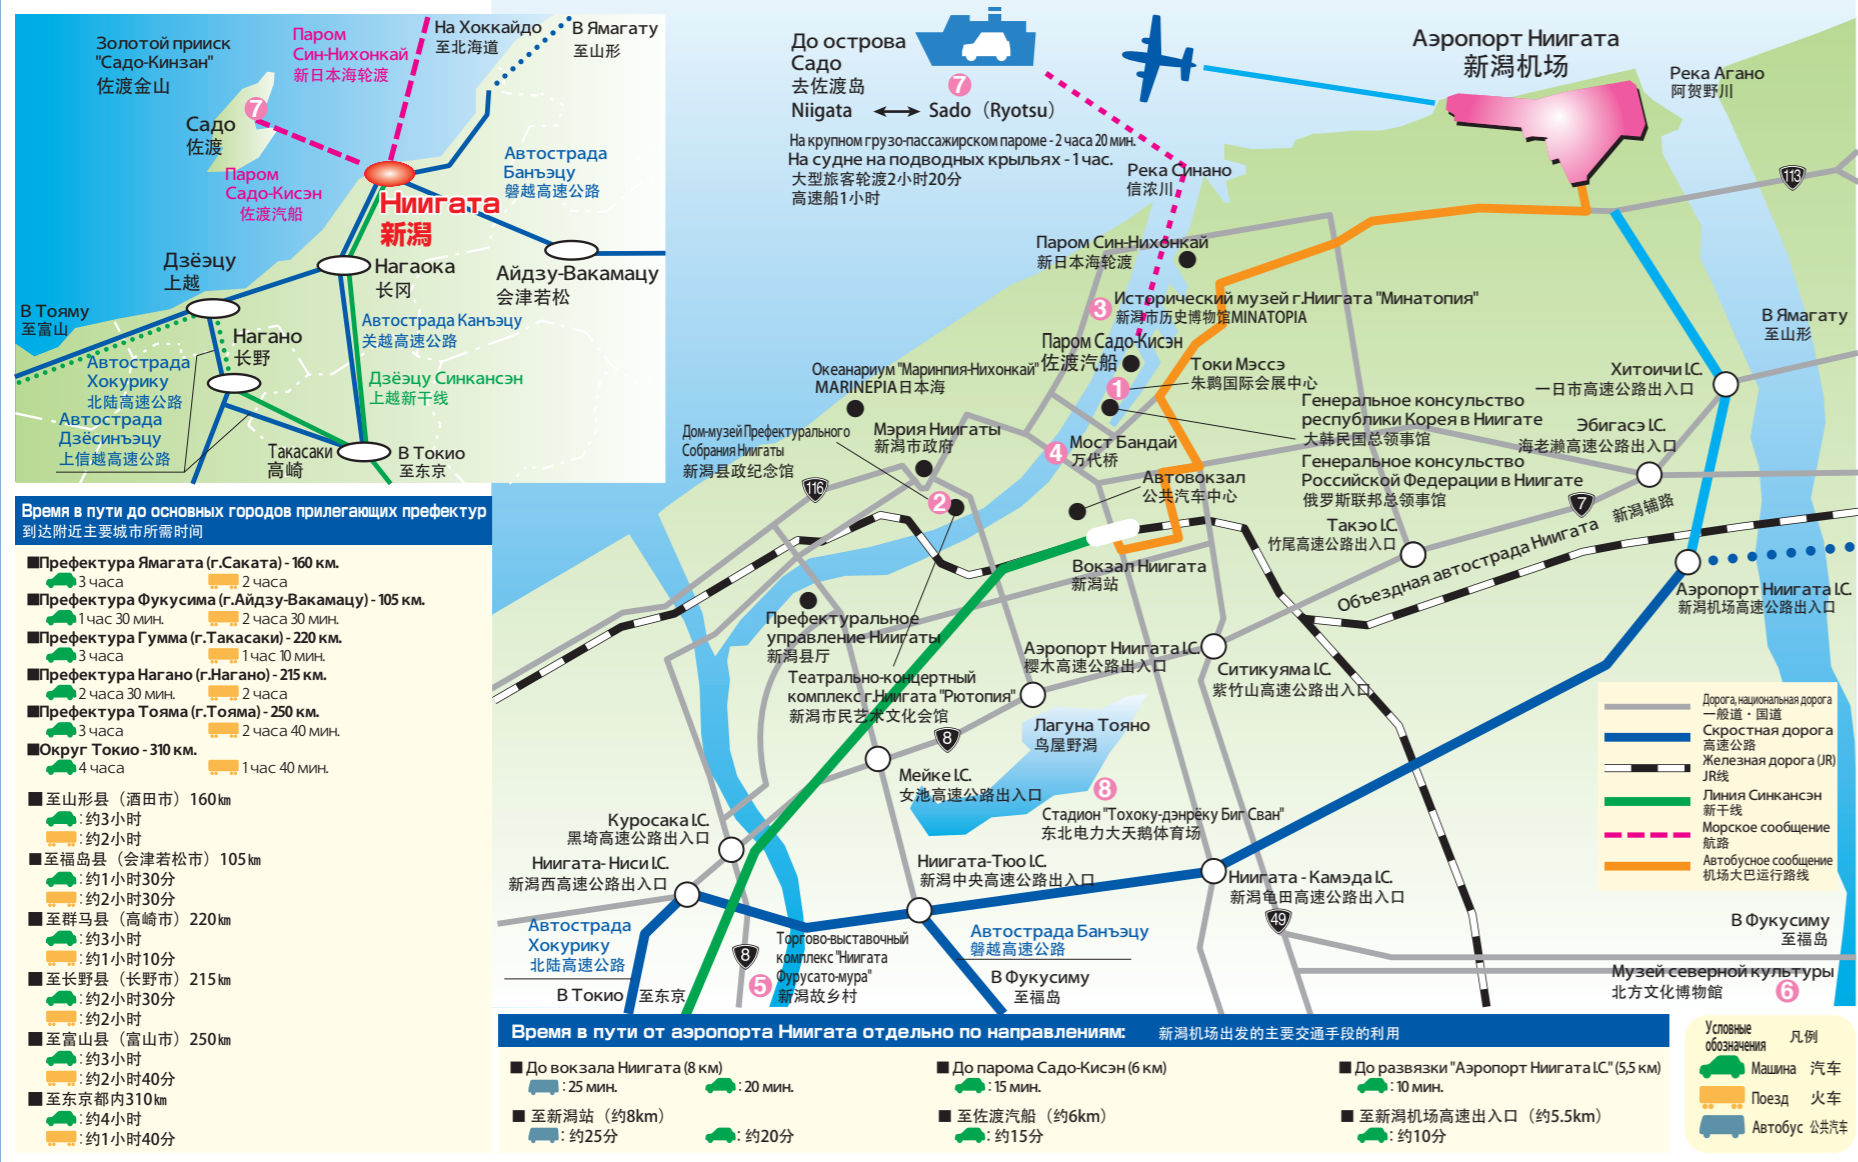 Золотой прииск
"Садо-Кинзан"
佐渡金山
Паром
Син-Нихонкай
新日本海轮渡
На Хоккайдо
至北海道
В Ямагату
至山形
7
Садо
佐渡
Паром
Садо-Кисэн
佐渡汽船
Автострада
Банъэцу
磐越高速公路
Ниигата
新潟
Дзёэцу
上越
Нагаока
长冈
Айдзу-Вакамацу
会津若松
В Тояму
至富山
Нагано
长野
Автострада Канъэцу
关越高速公路
Автострада
Хокурику
北陆高速公路
Дзёэцу Синкансэн
上越新干线
Автострада
Дзёсинъэцу
上信越高速公路
Такасаки
高崎
В Токио
至东京
Время в пути до основных городов прилегающих префектур
到达附近主要城市所需时间
■Префектура Ямагата (г.Саката) - 160 км.
3 часа
2 часа
■Префектура Фукусима (г.Айдзу-Вакамацу) - 105 км.
1 час 30 мин.
2 часа 30 мин.
■Префектура Гумма (г.Такасаки) - 220 км.
3 часа
1 час 10 мин.
■Префектура Нагано (г.Нагано) - 215 км.
2 часа 30 мин.
2 часа
■Префектура Тояма (г.Тояма) - 250 км.
3 часа
2 часа 40 мин.
■Округ Токио - 310 км.
4 часа
1 час 40 мин.
■ 至山形县（酒田市）160㎞
: 约3小时
: 约2小时
■至福岛县（会津若松市）105㎞
: 约1小时30分
: 约2小时30分
■至群马县（高崎市）220㎞
: 约3小时
: 约1小时10分
■至长野县（长野市）215㎞
: 约2小时30分
: 约2小时
■至富山县（富山市）250㎞
: 约3小时
: 约2小时40分
■至东京都内310㎞
: 约4小时
: 约1小时40分
До острова
Садо
去佐渡岛
7
Niigata ⟷ Sado（Ryotsu）
На крупном грузо-пассажирском пароме - 2 часа 20 мин.
На судне на подводных крыльях - 1 час.
大型旅客轮渡2小时20分
高速船1小时
Аэропорт Ниигата
新潟机场
Река Агано
阿贺野川
113
Река Синано
信浓川
Паром Син-Нихонкай
新日本海轮渡
3
Исторический музей г.Ниигата "Минатопия"
新潟市历史博物馆MINATOPIA
В Ямагату
至山形
Паром Садо-Кисэн
佐渡汽船
Океанариум "Маринпия-Нихонкай"
MARINEPIA日本海
Токи Мэссэ
朱鹮国际会展中心
1
Хитоичи I.C.
一日市高速公路出入口
Генеральное консульство
республики Корея в Ниигате
大韩民国总领事馆
Эбигасэ I.C.
海老濑高速公路出入口
Дом-музей Префектурального
Собрания Ниигаты
新潟县政纪念馆
Мэрия Ниигаты
新潟市政府
4
Мост Бандай
万代桥
Генеральное консульство
Российской Федерации в Ниигате
俄罗斯联邦总领事馆
116
2
Автовокзал
公共汽车中心
7
新潟辅路
Такэо I.C.
竹尾高速公路出入口
Объездная автострада Ниигата
Вокзал Ниигата
新潟站
Аэропорт Ниигата I.C.
新潟机场高速公路出入口
Префектуральное
управление Ниигаты
新潟县厅
Аэропорт Ниигата I.C.
樱木高速公路出入口
Ситикуяма I.C.
紫竹山高速公路出入口
Театрально-концертный
комплекс г.Ниигата "Рютопия"
新潟市民艺术文化会馆
8
Лагуна Тояно
鸟屋野潟
Мейке I.C.
女池高速公路出入口
8
Стадион "Тохоку-дэнрёку Биг Сван"
东北电力大天鹅体育场
Куросака I.C.
黑埼高速公路出入口
Ниигата- Ниси I.C.
新潟西高速公路出入口
Ниигата-Тюо I.C.
新潟中央高速公路出入口
Ниигата - Камэда I.C.
新潟龟田高速公路出入口
49
Автострада
Хокурику
北陆高速公路
8
Торгово-выставочный
комплекс "Ниигата
Фурусато-мура"
新潟故乡村
5
В Токио 至东京
Автострада Банъэцу
磐越高速公路
В Фукусиму
至福岛
В Фукусиму
至福岛
Музей северной культуры
北方文化博物館
6
Дорога, национальная дорога
一般道・国道
Скростная дорога
高速公路
Железная дорога (JR)
JR线
Линия Синкансэн
新干线
Морское сообщение
航路
Автобусное сообщение
机场大巴运行路线
Время в пути от аэропорта Ниигата отдельно по направлениям: 新潟机场出发的主要交通手段的利用
■ До вокзала Ниигата (8 км)
: 25 мин.
: 20 мин.
■ 至新潟站（约8km）
: 约25分
: 约20分
■ До парома Садо-Кисэн (6 км)
: 15 мин.
■ 至佐渡汽船（约6km）
: 约15分
■ До развязки "Аэропорт Ниигата I.C." (5,5 км)
: 10 мин.
■ 至新潟机场高速出入口（约5.5km）
: 约10分
Условные
обозначения
凡例
Машина 汽车
Поезд 火车
Автобус 公共汽车